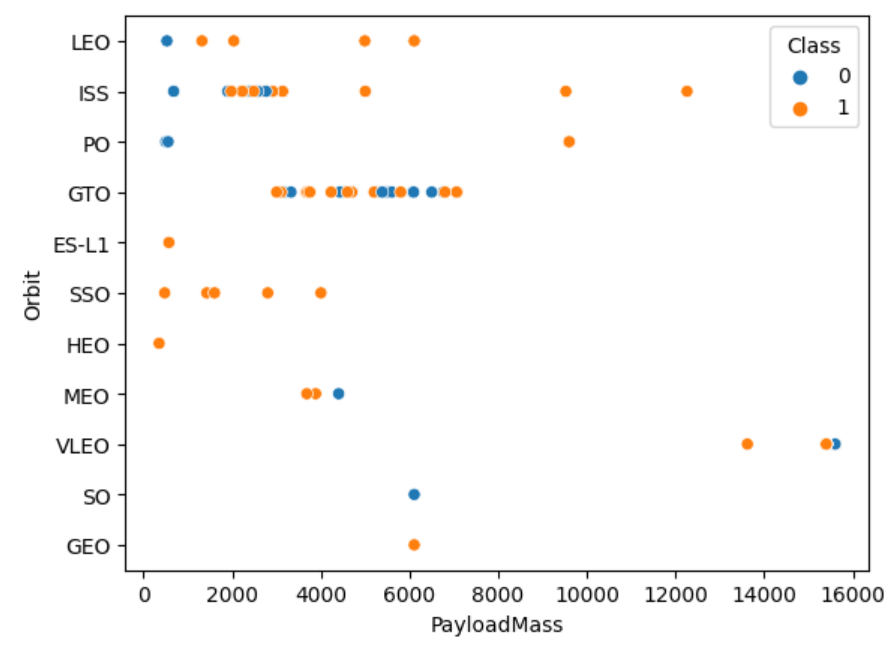 Class
0
1
LEO
ISS
PO
GTO
ES-L1
SSO
HEO
MEO
VLEO
SO
GEO
Orbit
0 2000 4000 6000 8000 10000 12000 14000 16000
PayloadMass